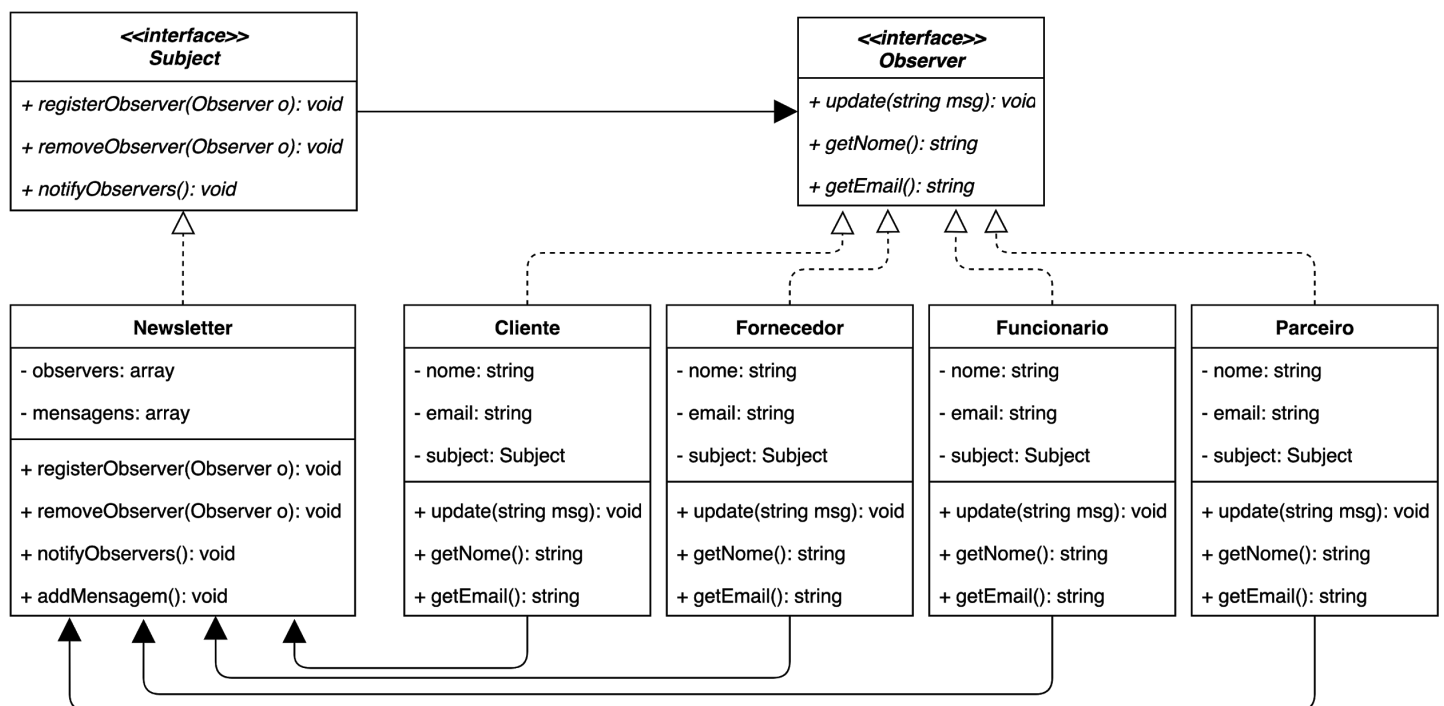 <<interface>>
Subject
+ registerObserver(Observer o): void
+ removeObserver(Observer o): void
+ notifyObservers(): void
<<interface>>
Observer
+ update(string msg): void
+ getNome(): string
+ getEmail(): string
Newsletter
- observers: array
- mensagens: array
+ registerObserver(Observer o): void
+ removeObserver(Observer o): void
+ notifyObservers(): void
+ addMensagem(): void
Cliente
- nome: string
- email: string
- subject: Subject
+ update(string msg): void
+ getNome(): string
+ getEmail(): string
Fornecedor
- nome: string
- email: string
- subject: Subject
+ update(string msg): void
+ getNome(): string
+ getEmail(): string
Funcionario
- nome: string
- email: string
- subject: Subject
+ update(string msg): void
+ getNome(): string
+ getEmail(): string
Parceiro
- nome: string
- email: string
- subject: Subject
+ update(string msg): void
+ getNome(): string
+ getEmail(): string